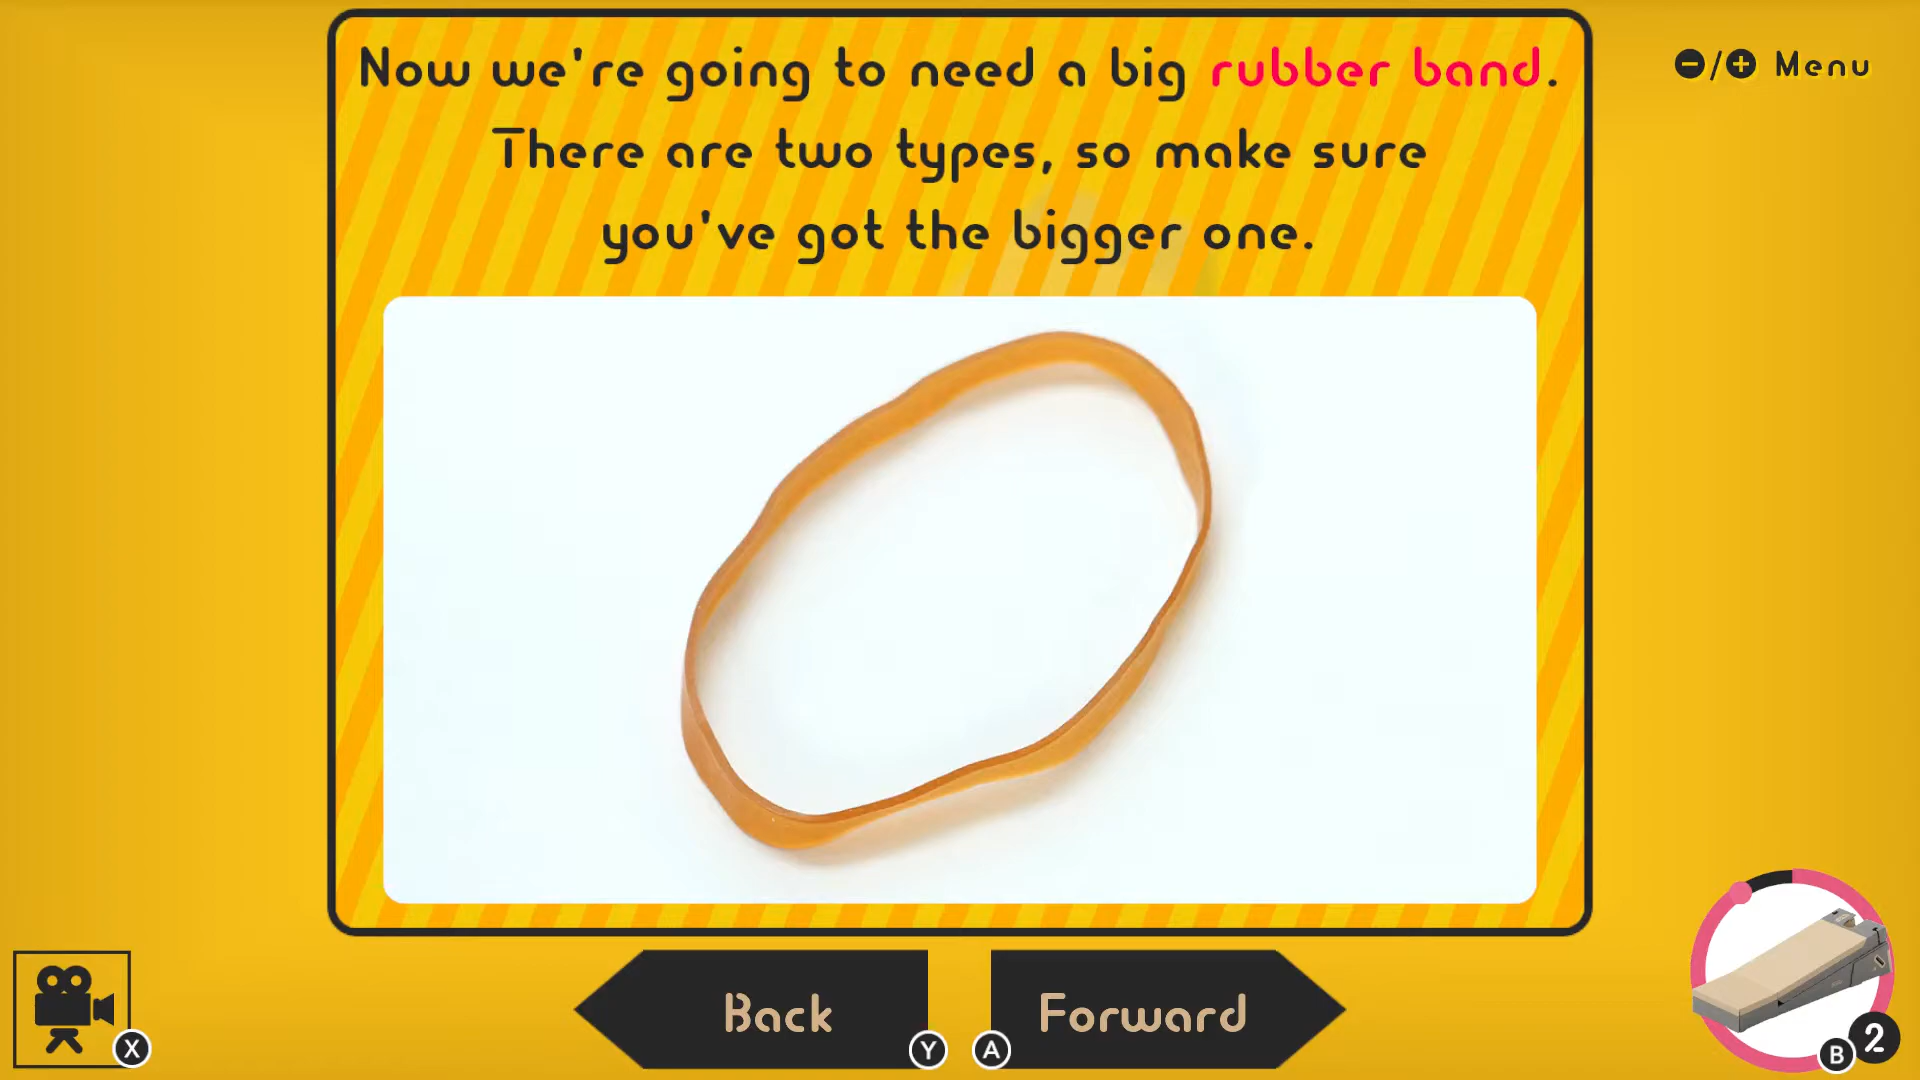 Now we're going to need a big rubber band.
There are two types, so make sure
you've got the bigger one.
−/+ Menu
X
Back
Y
A
Forward
B
2